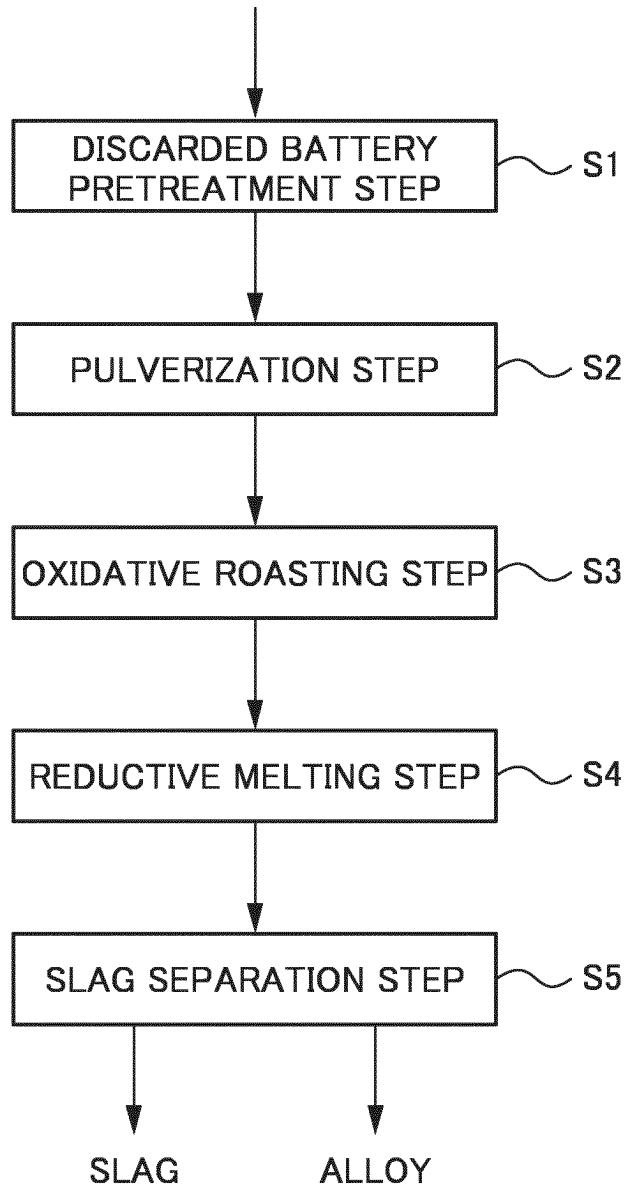 DISCARDED BATTERY
PRETREATMENT STEP
S1
PULVERIZATION STEP
S2
OXIDATIVE ROASTING STEP
S3
REDUCTIVE MELTING STEP
S4
SLAG SEPARATION STEP
S5
SLAG
ALLOY